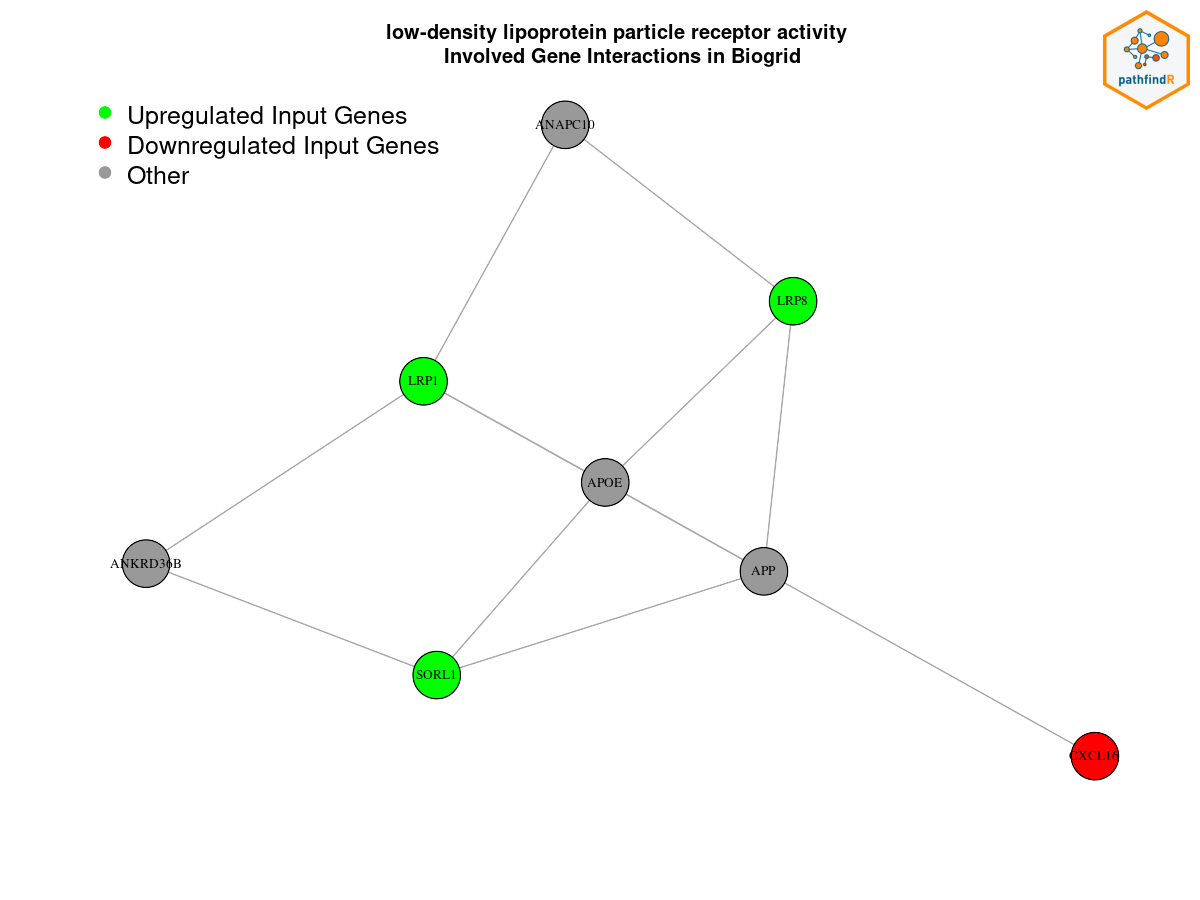 low-density lipoprotein particle receptor activity
Involved Gene Interactions in Biogrid
pathfindR
Upregulated Input Genes
Downregulated Input Genes
Other
ANAPC10
LRP8
LRP1
APOE
ANKRD36B
APP
SORL1
CXCL16